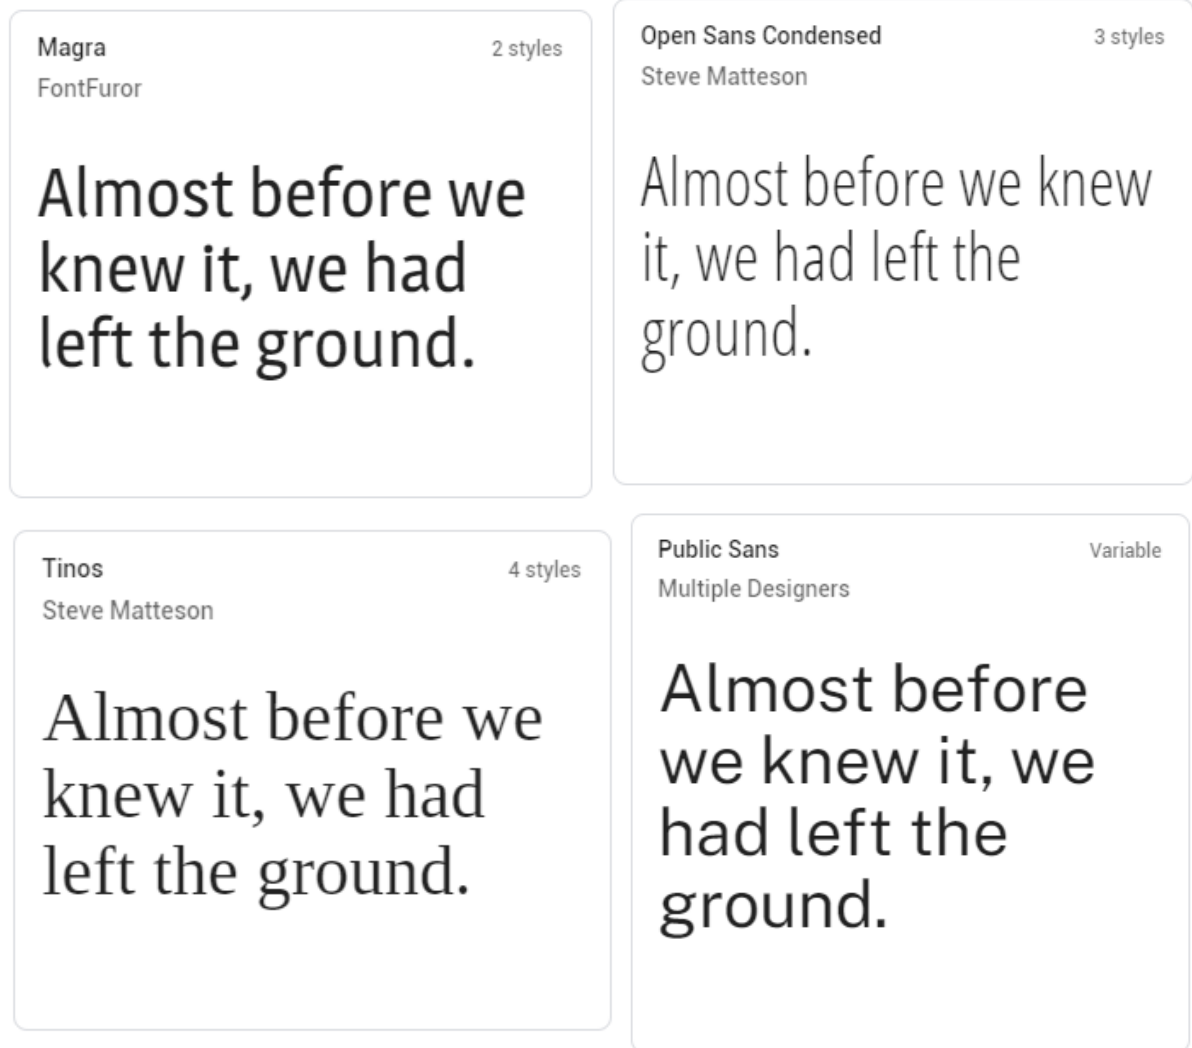 Magra
2 styles
FontFuror
Almost before we
knew it, we had
left the ground.
Open Sans Condensed
3 styles
Steve Matteson
Almost before we knew
it, we had left the
ground.
Tinos
4 styles
Steve Matteson
Almost before we
knew it, we had
left the ground.
Public Sans
Variable
Multiple Designers
Almost before
we knew it, we
had left the
ground.